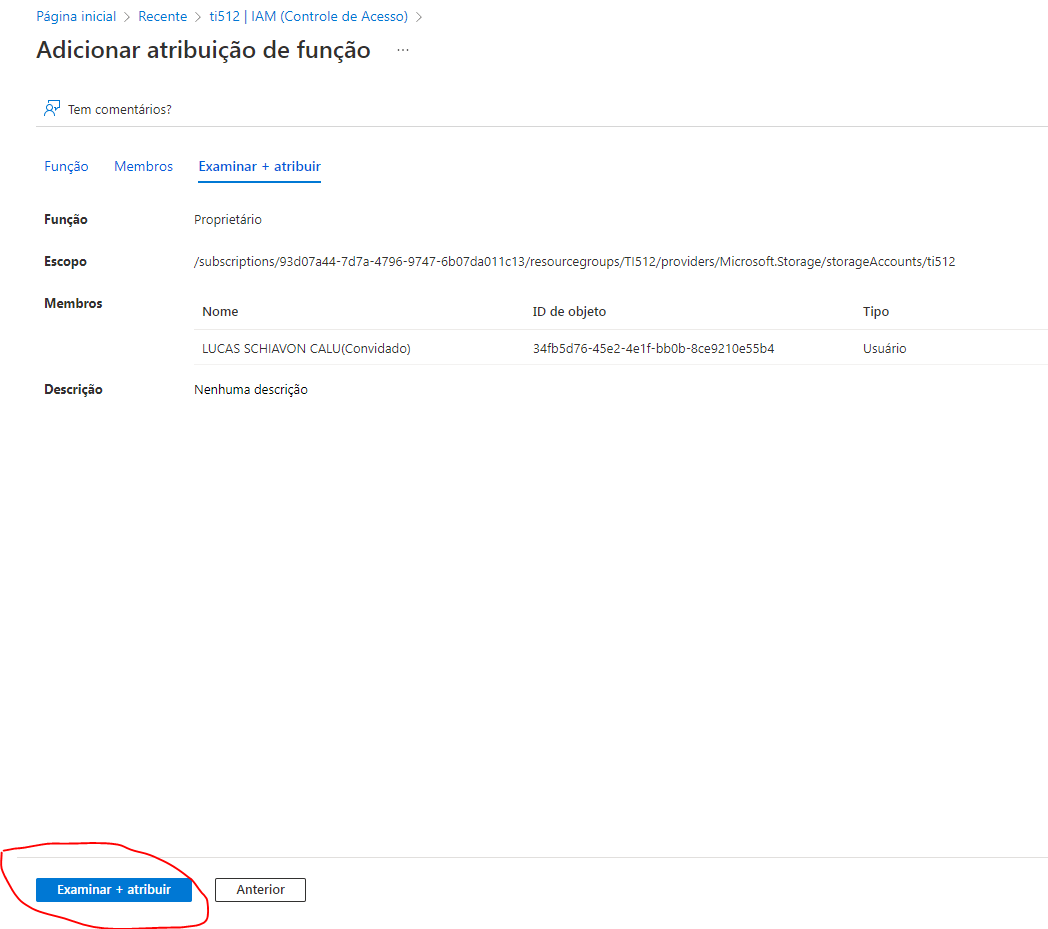 Página inicial > Recente > ti512 | IAM (Controle de Acesso) >
Adicionar atribuição de função ...
Tem comentários?
Função Membros Examinar + atribuir
Função Proprietário
Escopo /subscriptions/93d07a44-7d7a-4796-9747-6b07da011c13/resourcegroups/TI512/providers/Microsoft.Storage/storageAccounts/ti512
Membros
Nome ID de objeto Tipo
LUCAS SCHIAVON CALU(Convidado) 34fb5d76-45e2-4e1f-bb0b-8ce9210e55b4 Usuário
Descrição Nenhuma descrição
Examinar + atribuir Anterior